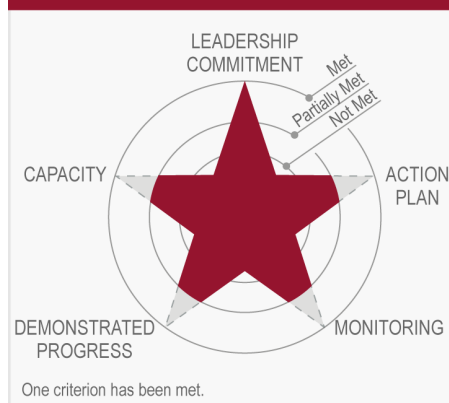 LEADERSHIP
COMMITMENT
Met
Partially Met
Not Met
CAPACITY
ACTION
PLAN
DEMONSTRATED
PROGRESS
MONITORING
One criterion has been met.